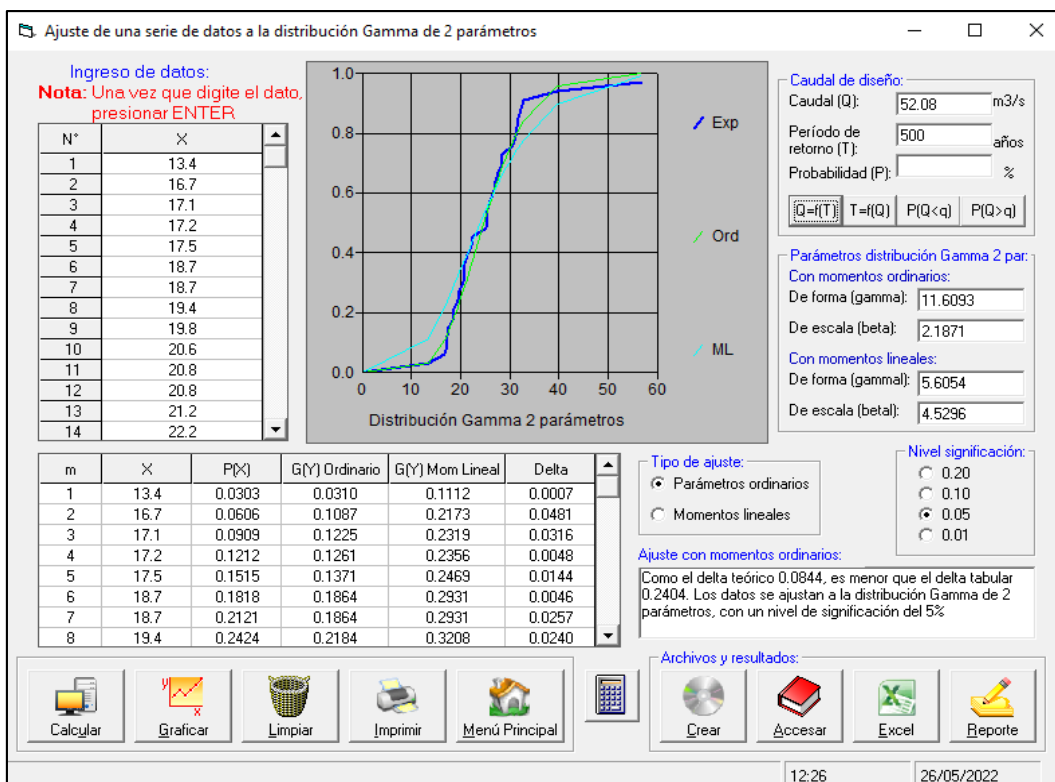 Ajuste de una serie de datos a la distribución Gamma de 2 parámetros
Ingreso de datos:
Nota: Una vez que digite el dato,
presionar ENTER
N° X
1 13.4
2 16.7
3 17.1
4 17.2
5 17.5
6 18.7
7 18.7
8 19.4
9 19.8
10 20.6
11 20.8
12 20.8
13 21.2
14 22.2
1.0
0.8
0.6
0.4
0.2
0.0
0 10 20 30 40 50 60
Distribución Gamma 2 parámetros
Exp
Ord
ML
Caudal de diseño:
Caudal (Q): 52.08 m3/s
Período de
retorno (T): 500 años
Probabilidad (P): %
Q=f(T) T=f(Q) P(Q<q) P(Q>q)
Parámetros distribución Gamma 2 par:
Con momentos ordinarios:
De forma (gamma): 11.6093
De escala (beta): 2.1871
Con momentos lineales:
De forma (gammal): 5.6054
De escala (betal): 4.5296
m X P(X) G(Y) Ordinario G(Y) Mom Lineal Delta
1 13.4 0.0303 0.0310 0.1112 0.0007
2 16.7 0.0606 0.1087 0.2173 0.0481
3 17.1 0.0909 0.1225 0.2319 0.0316
4 17.2 0.1212 0.1261 0.2356 0.0048
5 17.5 0.1515 0.1371 0.2469 0.0144
6 18.7 0.1818 0.1864 0.2931 0.0046
7 18.7 0.2121 0.1864 0.2931 0.0257
8 19.4 0.2424 0.2184 0.3208 0.0240
Tipo de ajuste:
Parámetros ordinarios
Momentos lineales
Nivel significación:
0.20
0.10
0.05
0.01
Ajuste con momentos ordinarios:
Como el delta teórico 0.0844, es menor que el delta tabular
0.2404. Los datos se ajustan a la distribución Gamma de 2
parámetros, con un nivel de significación del 5%
Calcular Graficar Limpiar Imprimir Menú Principal
Archivos y resultados:
Crear Accesar Excel Reporte
12:26 26/05/2022